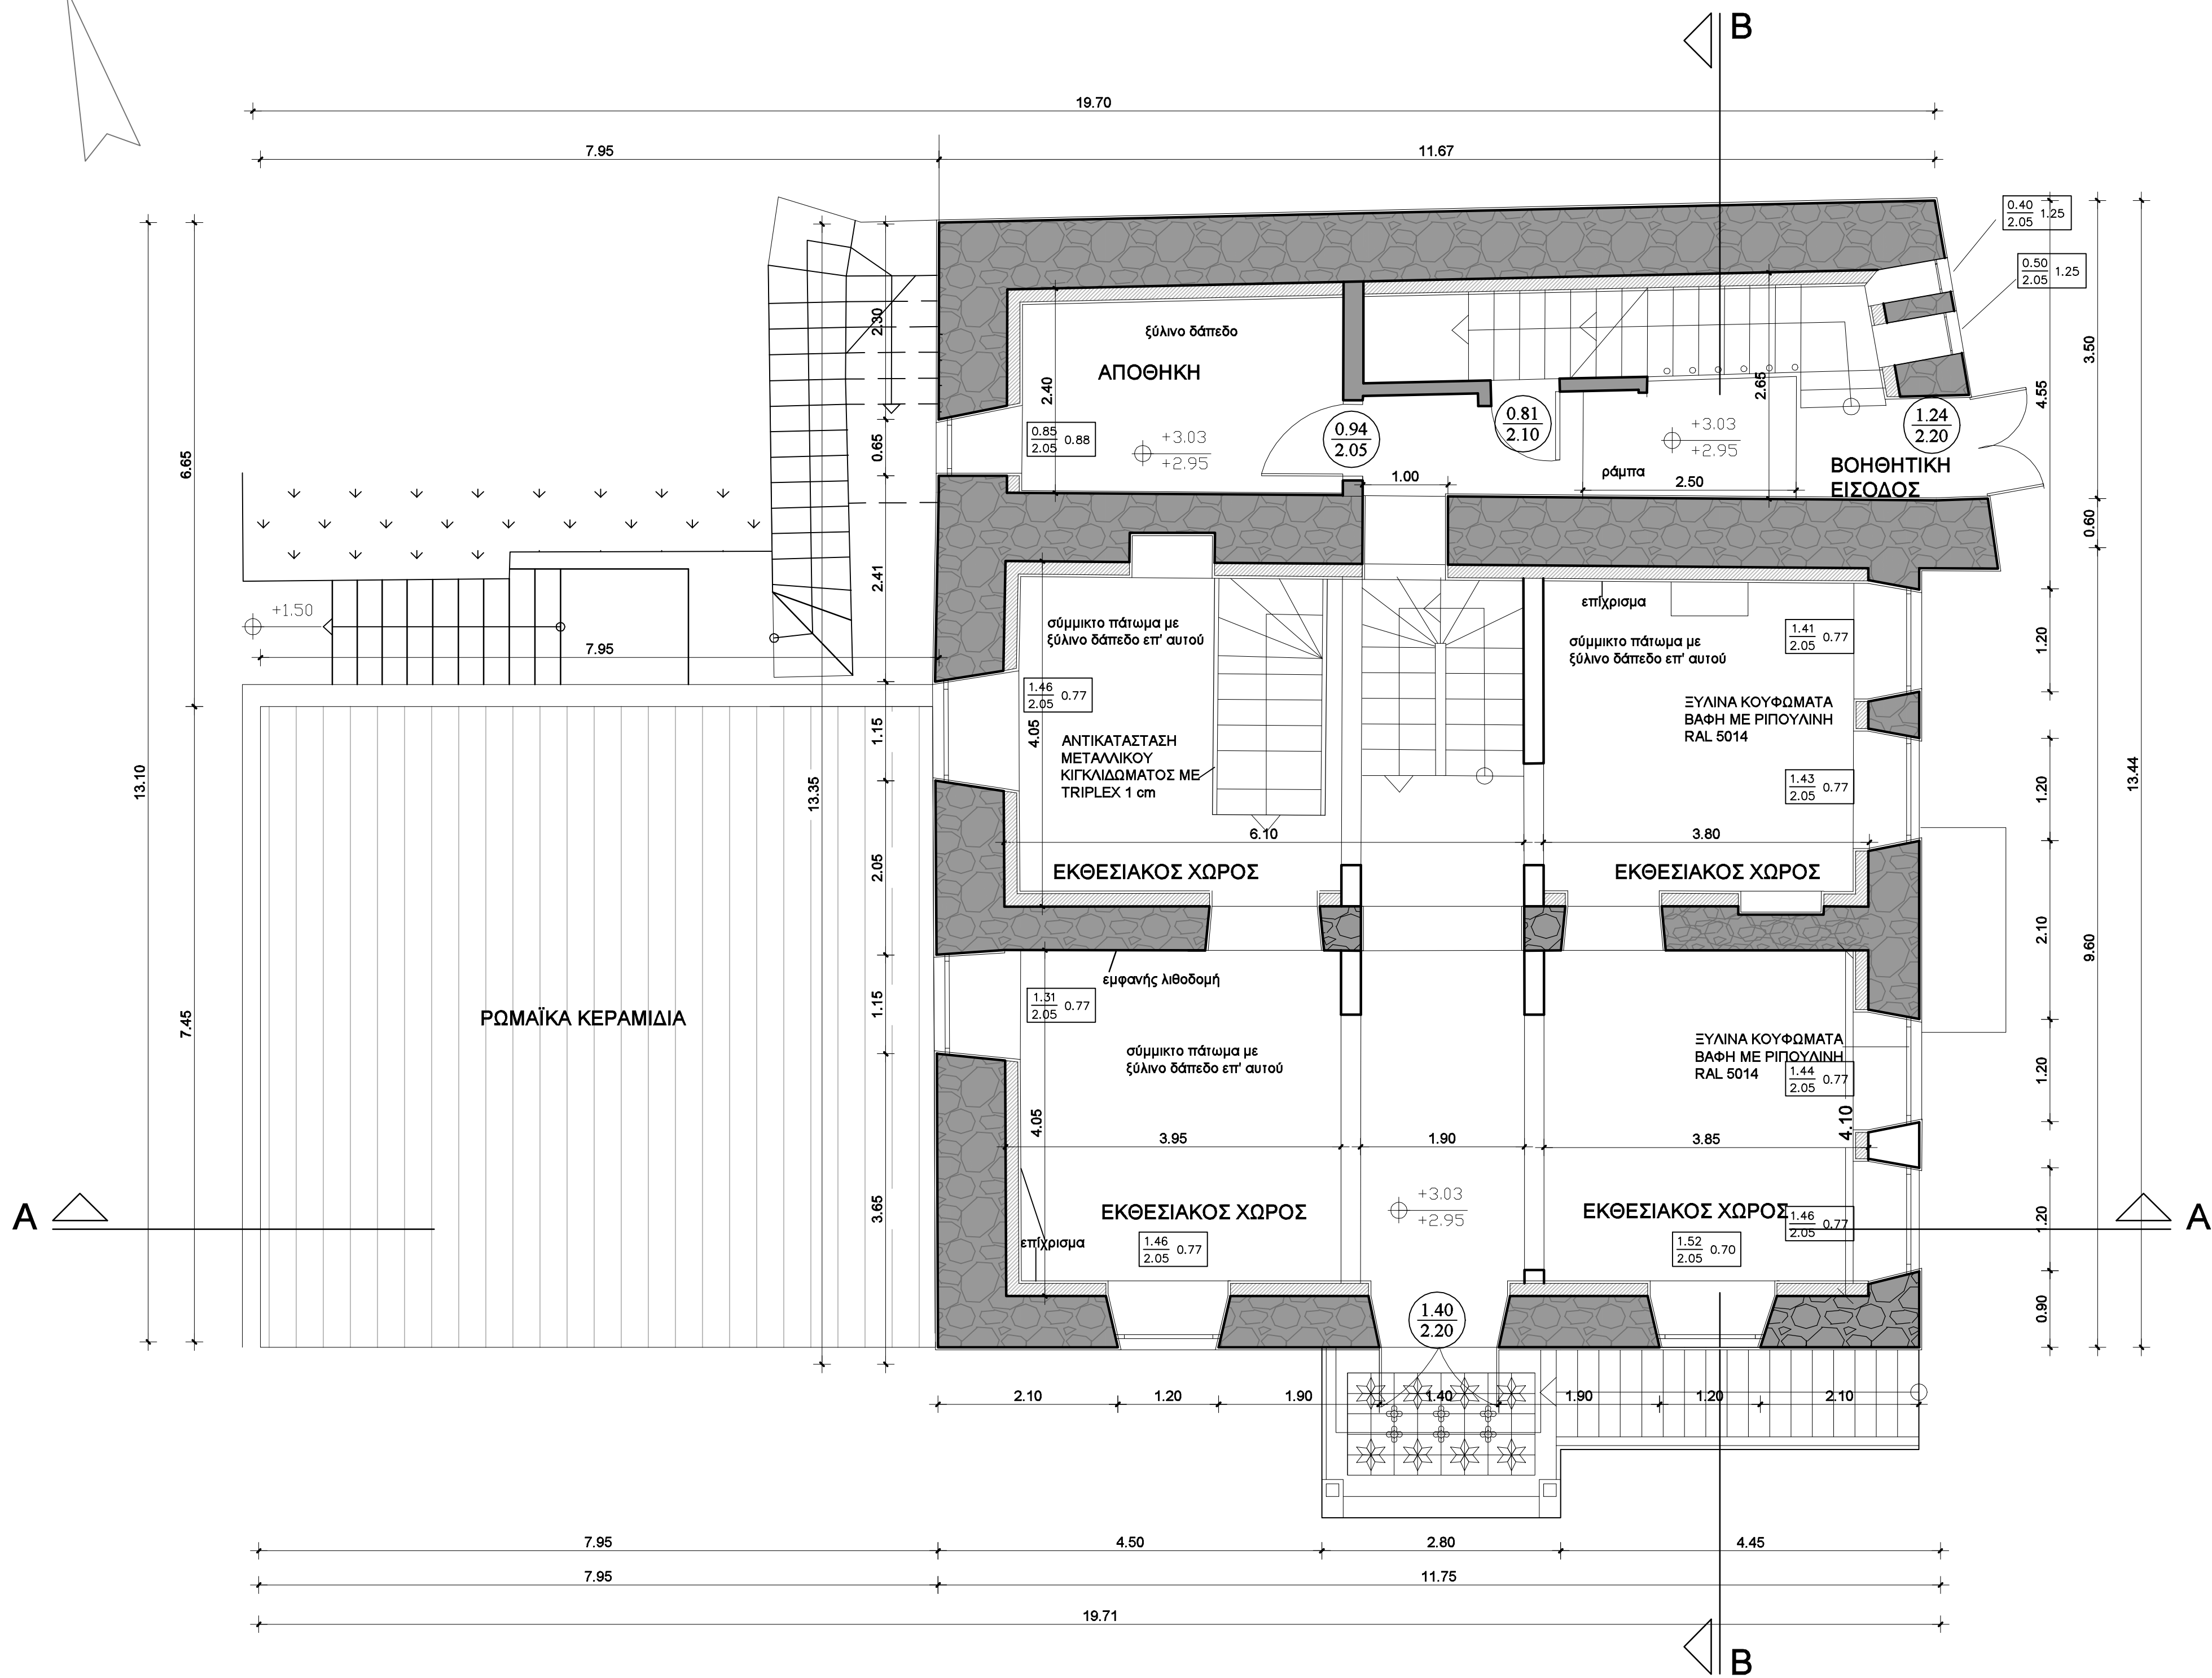 B
19.70
7.95
11.67
0.40
2.05 1.25
0.50
2.05 1.25
2.30
ξύλινο δάπεδο
ΑΠΟΘΗΚΗ
2.40
2.65
3.50
4.55
0.85
2.05 0.88
+3.03
+2.95
0.94
2.05
0.81
2.10
+3.03
+2.95
1.24
2.20
0.65
6.65
ράμπα
2.50
1.00
ΒΟΗΘΗΤΙΚΗ
ΕΙΣΟΔΟΣ
0.60
2.41
+1.50
7.95
σύμμικτο πάτωμα με
ξύλινο δάπεδο επ' αυτού
επίχρισμα
σύμμικτο πάτωμα με
ξύλινο δάπεδο επ' αυτού
1.41
2.05 0.77
1.20
1.46
2.05 0.77
4.05
1.15
ΞΥΛΙΝΑ ΚΟΥΦΩΜΑΤΑ
ΒΑΦΗ ΜΕ ΡΙΠΟΥΛΙΝΗ
RAL 5014
ΑΝΤΙΚΑΤΑΣΤΑΣΗ
ΜΕΤΑΛΛΙΚΟΥ
ΚΙΓΚΛΙΔΩΜΑΤΟΣ ΜΕ
TRIPLEX 1 cm
13.10
13.35
1.43
2.05 0.77
1.20
13.44
6.10
3.80
2.05
ΕΚΘΕΣΙΑΚΟΣ ΧΩΡΟΣ
ΕΚΘΕΣΙΑΚΟΣ ΧΩΡΟΣ
2.10
9.60
εμφανής λιθοδομή
1.31
2.05 0.77
1.15
7.45
ΡΩΜΑΪΚΑ ΚΕΡΑΜΙΔΙΑ
σύμμικτο πάτωμα με
ξύλινο δάπεδο επ' αυτού
ΞΥΛΙΝΑ ΚΟΥΦΩΜΑΤΑ
ΒΑΦΗ ΜΕ ΡΙΠΟΥΛΙΝΗ
RAL 5014
1.44
2.05 0.77
1.20
4.05
4.10
3.95
1.90
3.85
3.65
+3.03
+2.95
ΕΚΘΕΣΙΑΚΟΣ ΧΩΡΟΣ
ΕΚΘΕΣΙΑΚΟΣ ΧΩΡΟΣ
1.46
2.05 0.77
1.20
A
A
επίχρισμα
1.46
2.05 0.77
1.52
2.05 0.70
0.90
1.40
2.20
2.10
1.20
1.90
1.40
1.90
1.20
2.10
7.95
4.50
2.80
4.45
7.95
11.75
19.71
B